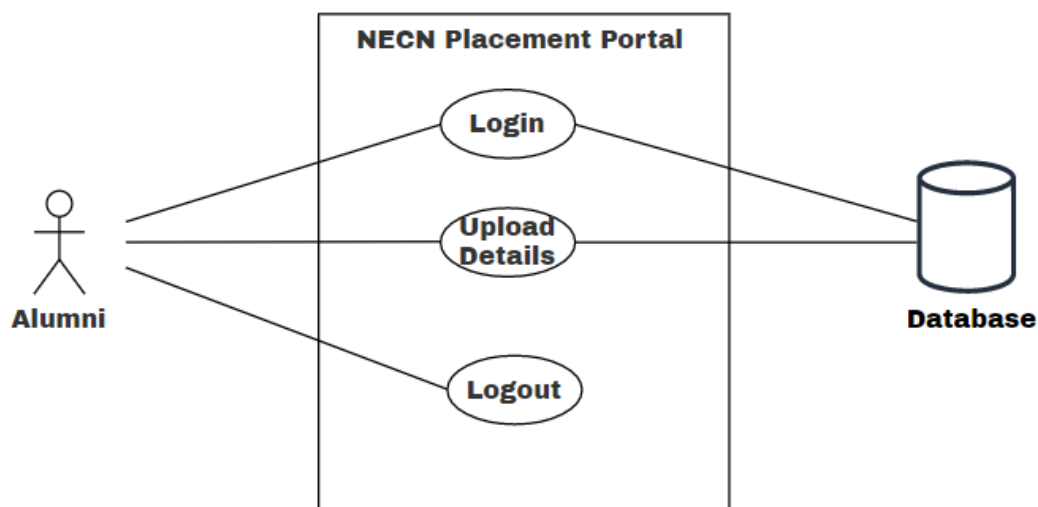 NECN Placement Portal
Login
Upload
Details
Alumni
Database
Logout